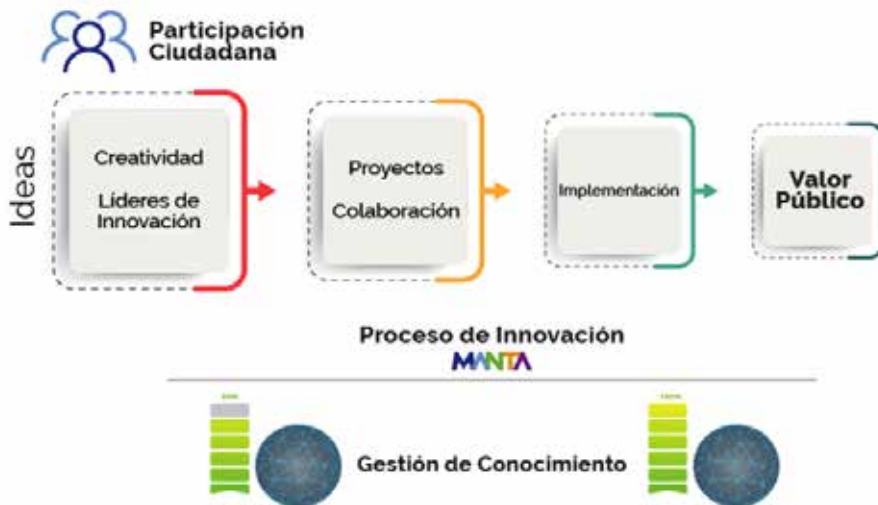 Participación
Ciudadana
Ideas
Creatividad
Líderes de
Innovación
Proyectos
Colaboración
Implementación
Valor
Público
Proceso de Innovación
MANTA
Gestión de Conocimiento